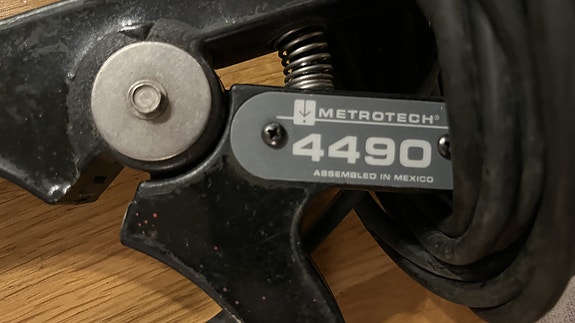 METROTECH®
4490
ASSEMBLED IN MEXICO